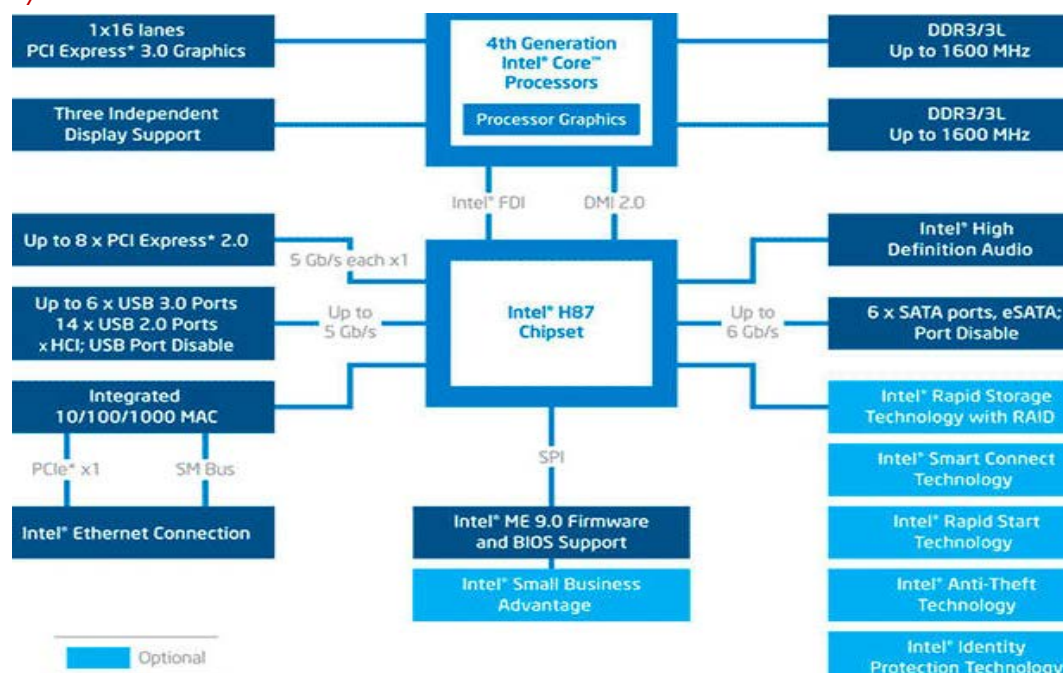 1x16 lanes
PCI Express* 3.0 Graphics
4th Generation
Intel® Core™
Processors
Processor Graphics
DDR3/3L
Up to 1600 MHz
Three Independent
Display Support
DDR3/3L
Up to 1600 MHz
Intel® FDI
DMI 2.0
Up to 8 x PCI Express* 2.0
5 Gb/s each x1
Intel® High
Definition Audio
Up to 6 x USB 3.0 Ports
14 x USB 2.0 Ports
xHCI; USB Port Disable
Up to
5 Gb/s
Intel® H87
Chipset
Up to
6 Gb/s
6 x SATA ports, eSATA;
Port Disable
Integrated
10/100/1000 MAC
Intel® Rapid Storage
Technology with RAID
PCIe* x1
SM Bus
SPI
Intel® Smart Connect
Technology
Intel® Ethernet Connection
Intel® ME 9.0 Firmware
and BIOS Support
Intel® Rapid Start
Technology
Intel® Small Business
Advantage
Intel® Anti-Theft
Technology
Optional
Intel® Identity
Protection Technology